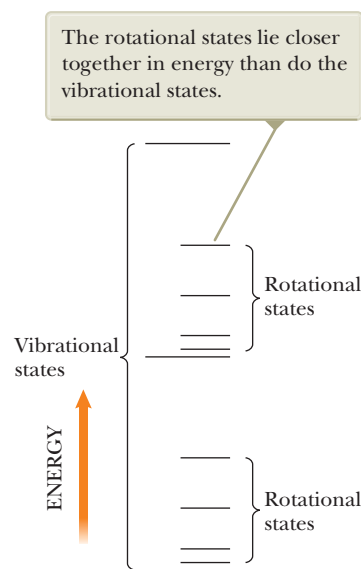 The rotational states lie closer
together in energy than do the
vibrational states.
Rotational
states
Vibrational
states
ENERGY
Rotational
states